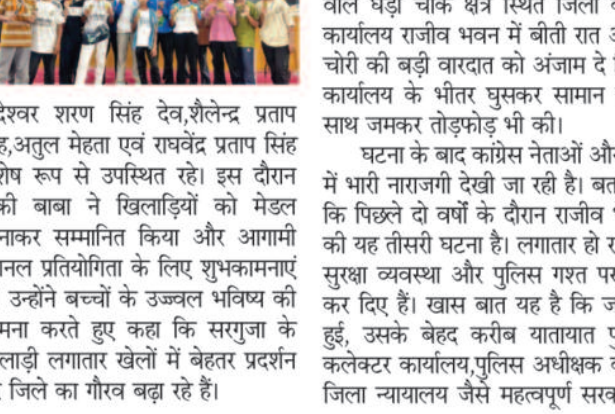 देश्वर शरण सिंह देव,शैलेन्द्र प्रताप
ह,अतुल मेहता एवं राघवेंद्र प्रताप सिंह
शेष रूप से उपस्थित रहे। इस दौरान
की बाबा ने खिलाड़ियों को मेडल
नाकर सम्मानित किया और आगामी
नल प्रतियोगिता के लिए शुभकामनाएं
उन्होंने बच्चों के उज्ज्वल भविष्य की
मना करते हुए कहा कि सरगुजा के
लाड़ी लगातार खेलों में बेहतर प्रदर्शन
जिले का गौरव बढ़ा रहे हैं।
वाले घड़ी चौक क्षेत्र स्थित जिला
कार्यालय राजीव भवन में बीती रात
चोरी की बड़ी वारदात को अंजाम दे
कार्यालय के भीतर घुसकर सामान
साथ जमकर तोड़फोड़ भी की।
घटना के बाद कांग्रेस नेताओं और
में भारी नाराजगी देखी जा रही है। बत
कि पिछले दो वर्षों के दौरान राजीव
की यह तीसरी घटना है। लगातार हो र
सुरक्षा व्यवस्था और पुलिस गश्त पर
कर दिए हैं। खास बात यह है कि ज
हुई, उसके बेहद करीब यातायात
कलेक्टर कार्यालय,पुलिस अधीक्षक
जिला न्यायालय जैसे महत्वपूर्ण सरक